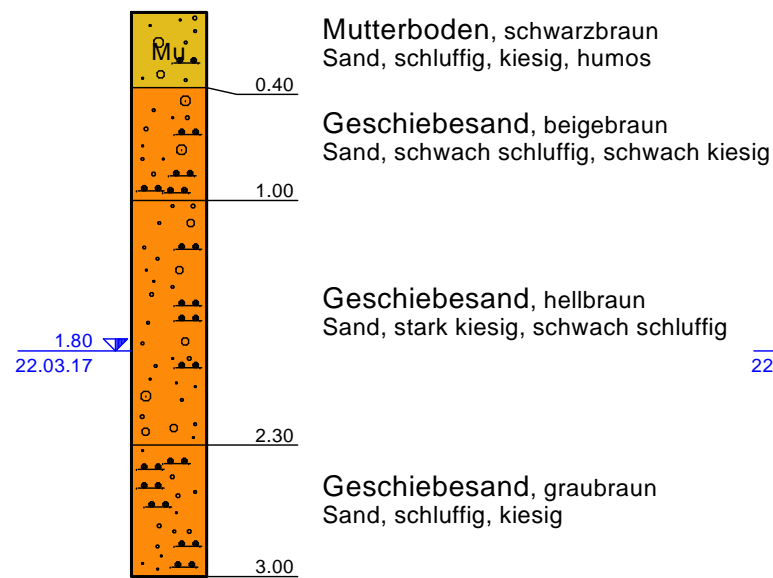 Mutterboden, schwarzbraun
Sand, schluffig, kiesig, humos
Mu
0.40
Geschiebesand, beigebraun
Sand, schwach schluffig, schwach kiesig
1.00
Geschiebesand, hellbraun
Sand, stark kiesig, schwach schluffig
1.80
22.03.17
22
2.30
Geschiebesand, graubraun
Sand, schluffig, kiesig
3.00